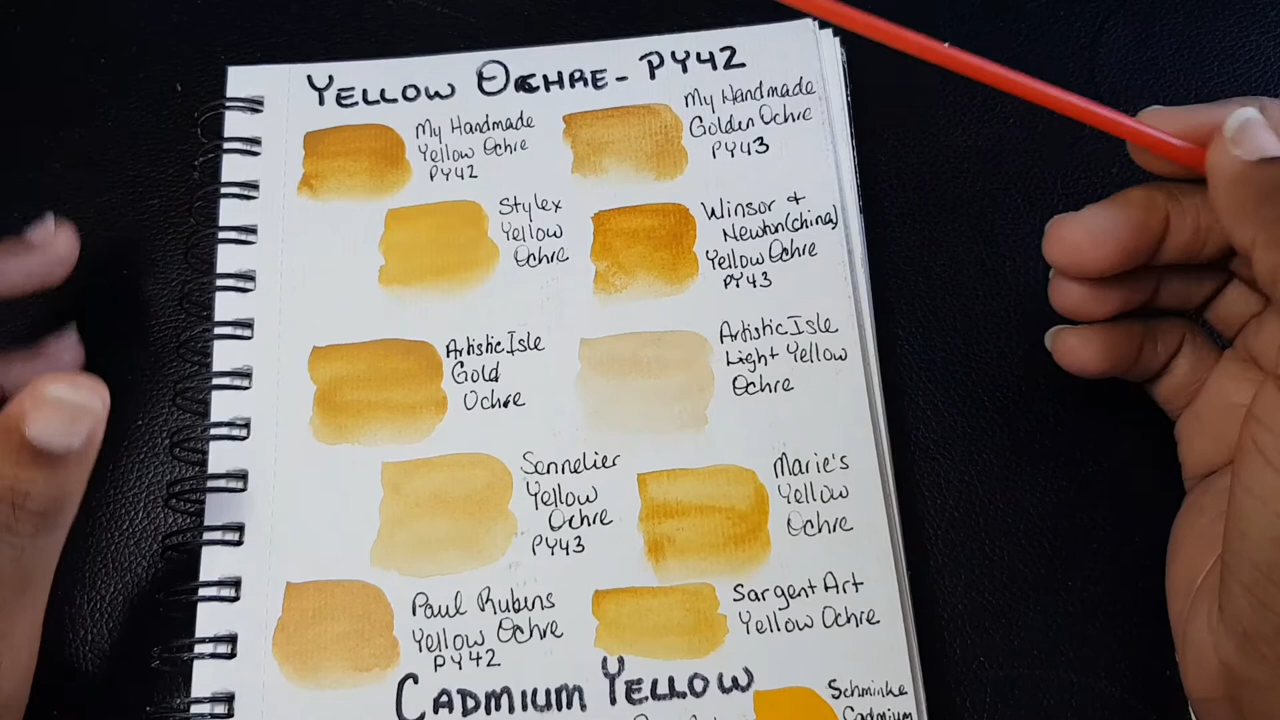 YELLOW OCHRE - PY42
My Handmade
Yellow Ochre
PY42
My Handmade
Golden Ochre
PY43
Stylex
Yellow
Ochre
Winsor &
Newton (China)
Yellow Ochre
PY43
Artistic Isle
Gold
Ochre
Artistic Isle
Light Yellow
Ochre
Sennelier
Yellow
Ochre
PY43
Marie's
Yellow
Ochre
Paul Rubens
Yellow Ochre
PY42
Sargent Art
Yellow Ochre
CADMIUM YELLOW
Schminke
Cadmium